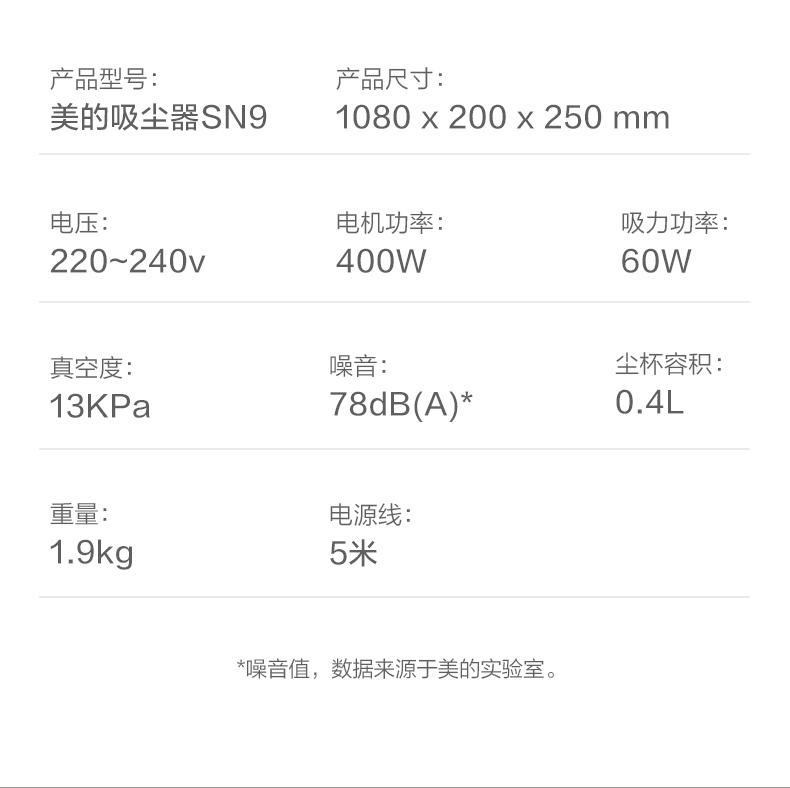 产品型号： 产品尺寸：
美的吸尘器SN9 1080 x 200 x 250 mm
电压： 电机功率： 吸力功率：
220~240v 400W 60W
真空度： 噪音： 尘杯容积：
13KPa 78dB(A)* 0.4L
重量： 电源线：
1.9kg 5米
*噪音值，数据来源于美的实验室。